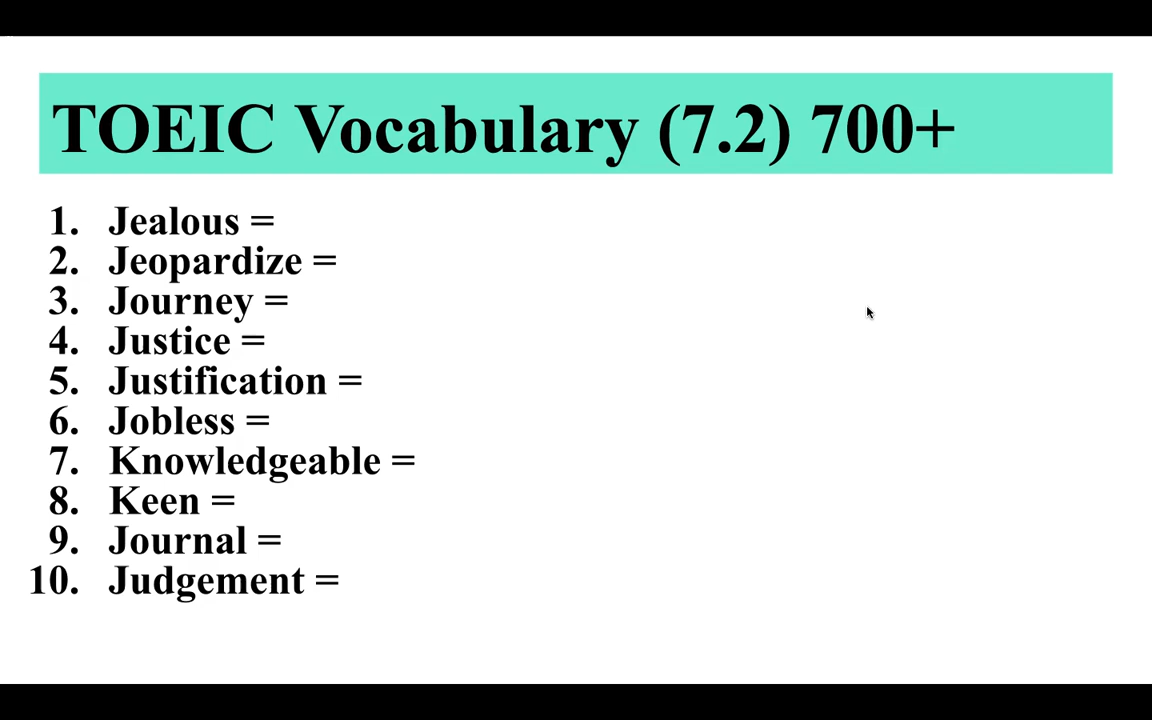 TOEIC Vocabulary (7.2) 700+
1. Jealous =
2. Jeopardize =
3. Journey =
4. Justice =
5. Justification =
6. Jobless =
7. Knowledgeable =
8. Keen =
9. Journal =
10. Judgement =